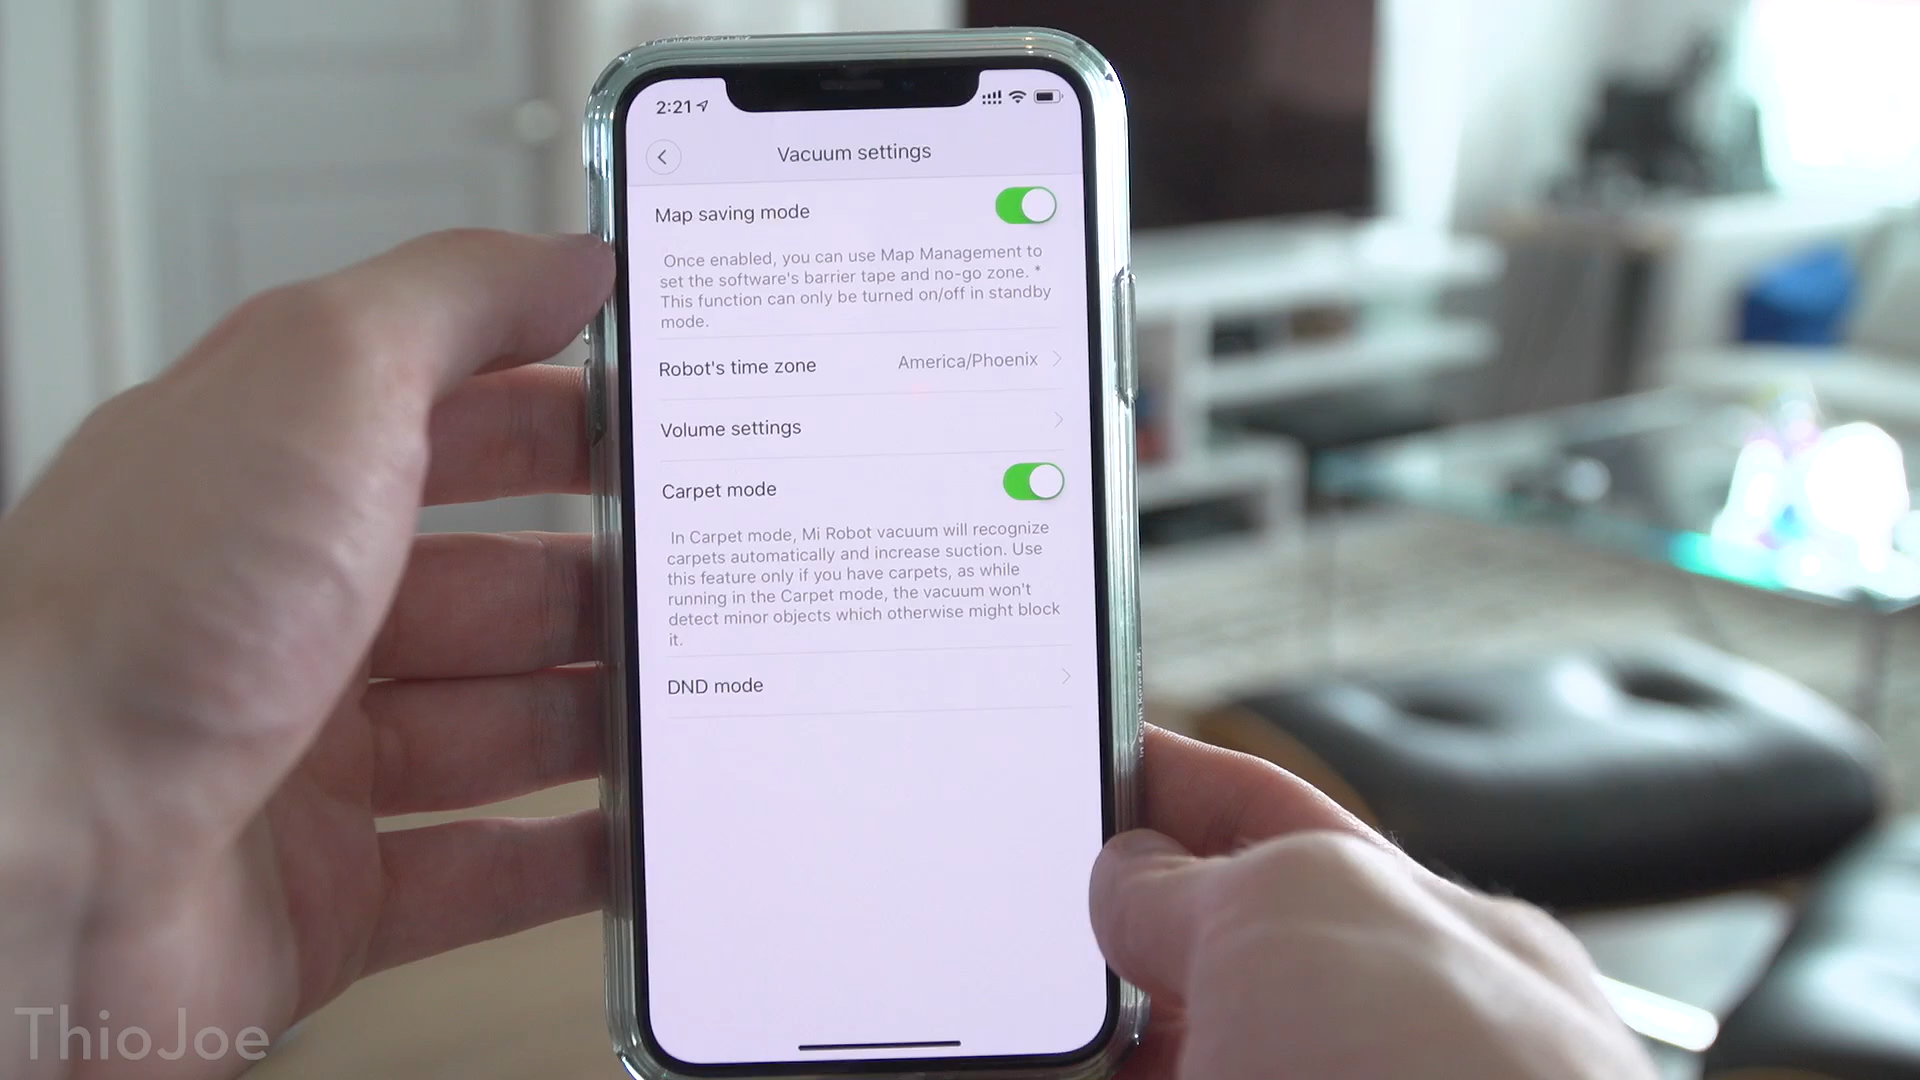 2:21
Vacuum settings
Map saving mode
Once enabled, you can use Map Management to
set the software's barrier tape and no-go zone. *
This function can only be turned on/off in standby
mode.
Robot's time zone America/Phoenix
Volume settings
Carpet mode
In Carpet mode, Mi Robot vacuum will recognize
carpets automatically and increase suction. Use
this feature only if you have carpets, as while
running in the Carpet mode, the vacuum won't
detect minor objects which otherwise might block
it.
DND mode
ThioJoe